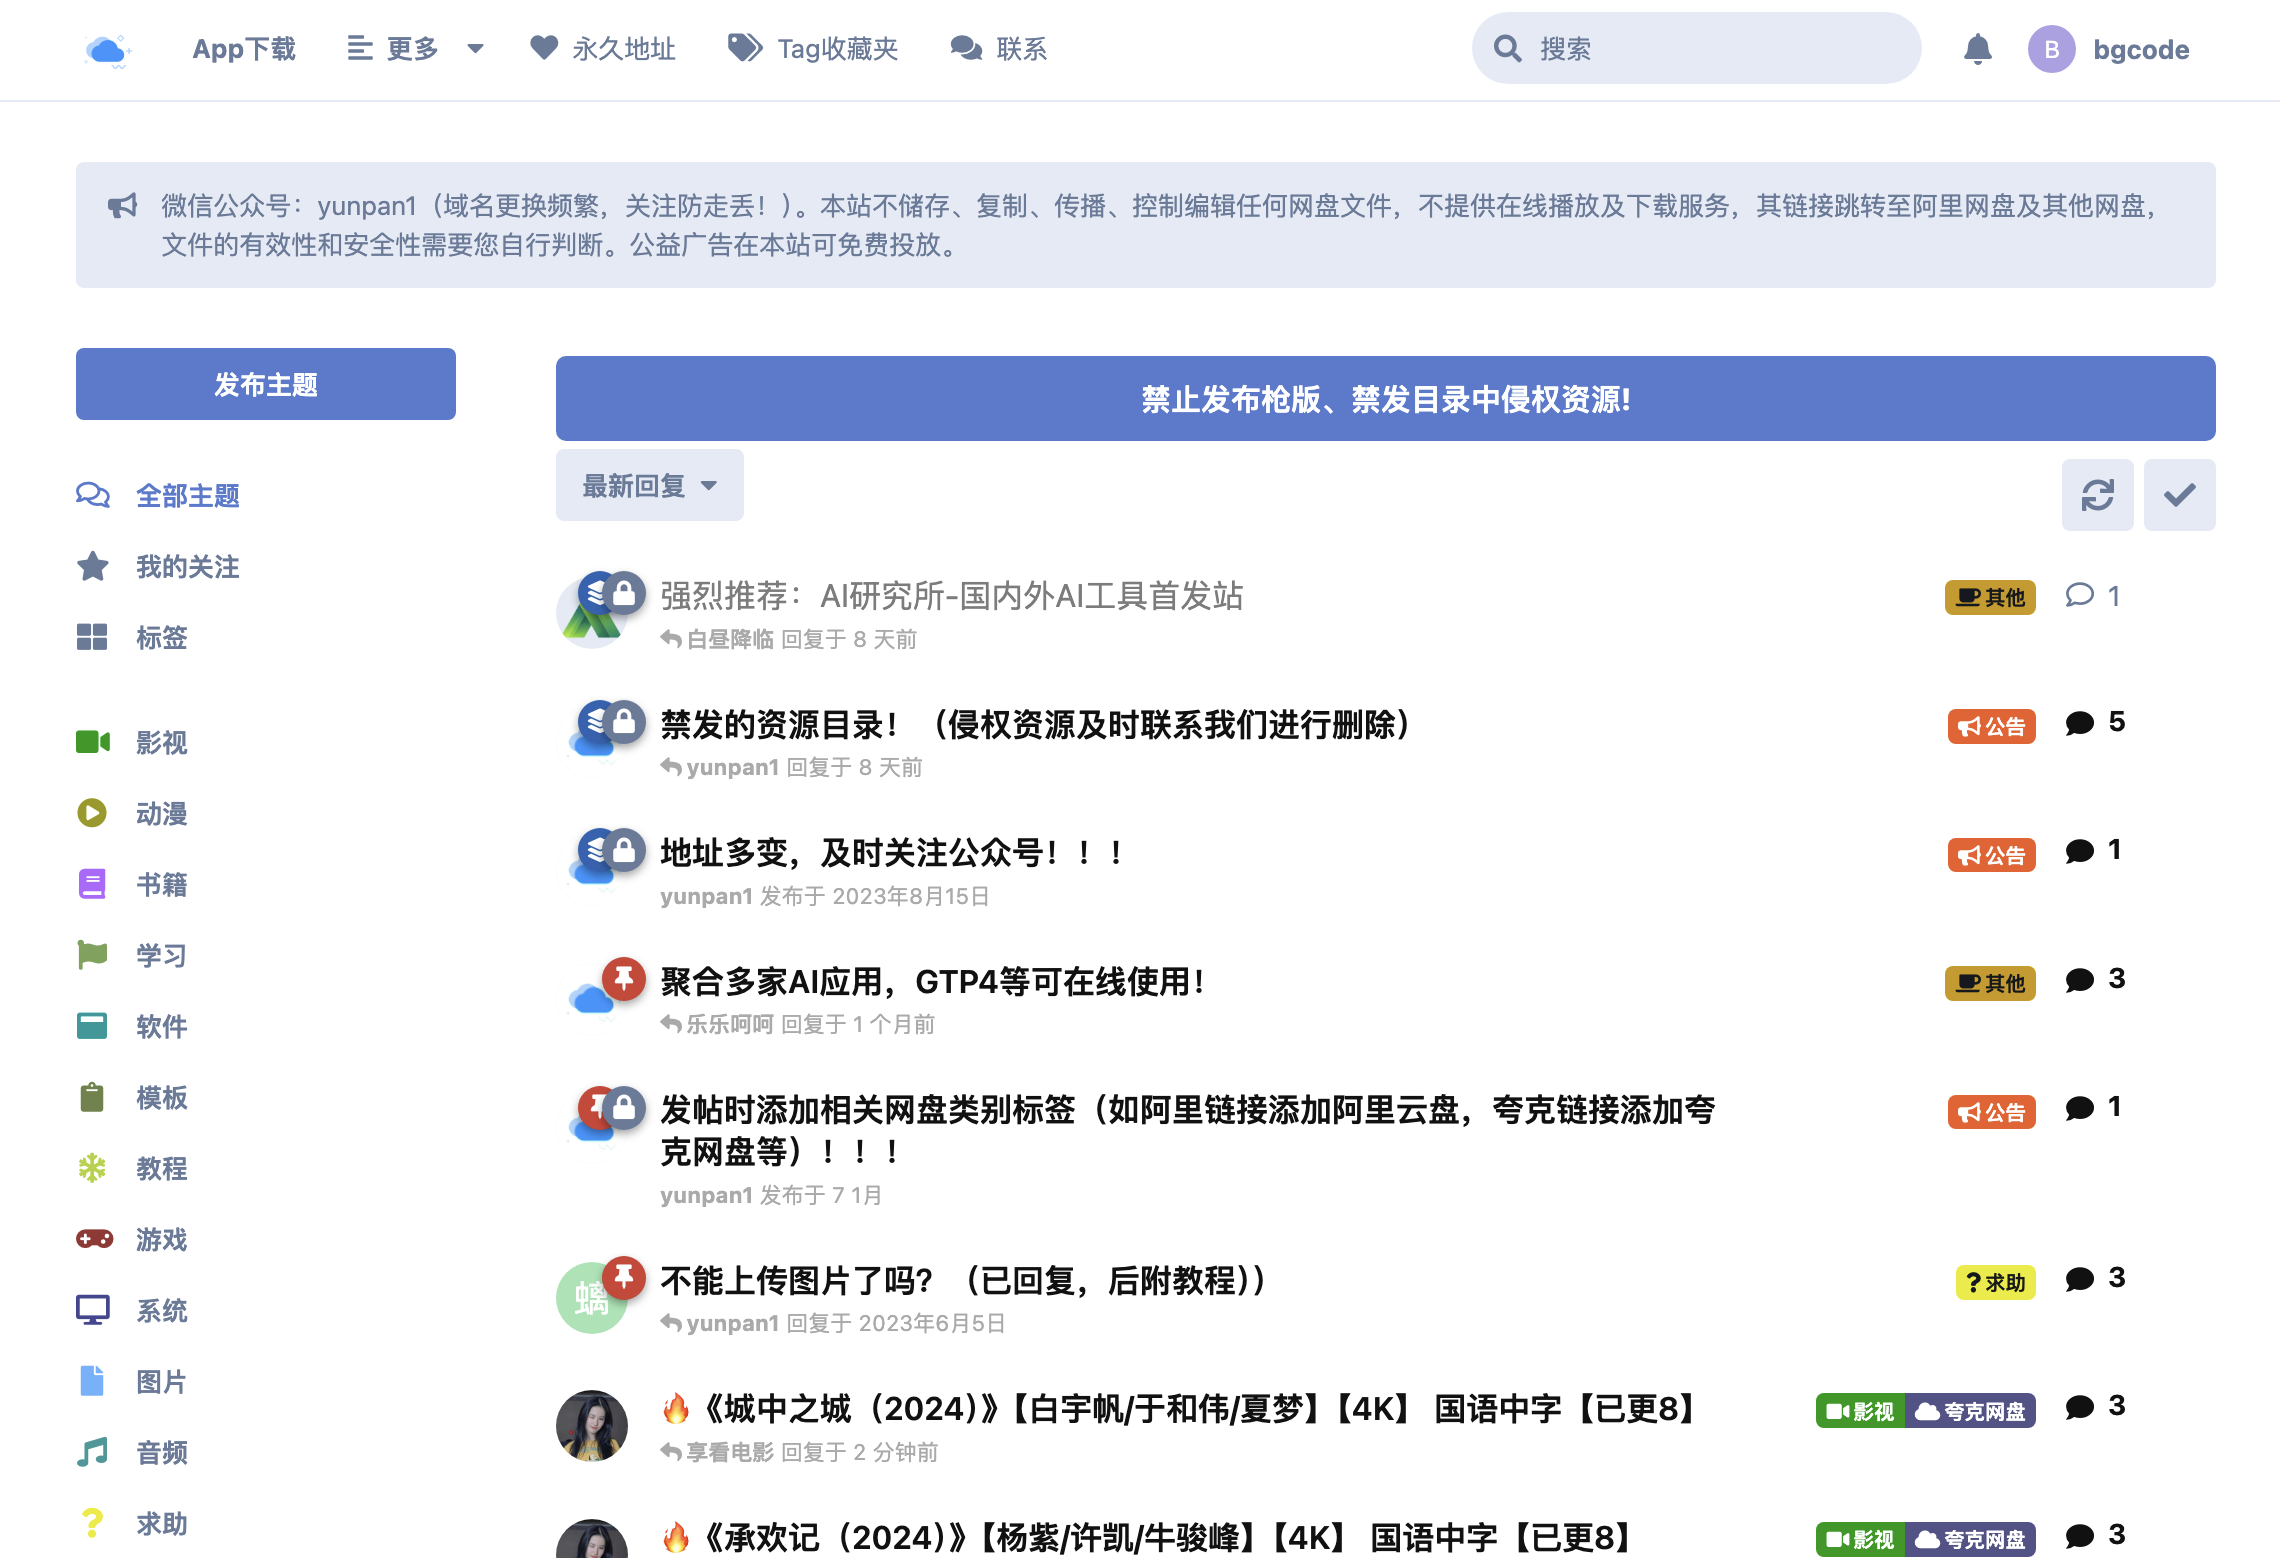 App下载 更多 永久地址 Tag收藏夹 联系 搜索 B bgcode
微信公众号：yunpan1（域名更换频繁，关注防走丢！）。本站不储存、复制、传播、控制编辑任何网盘文件，不提供在线播放及下载服务，其链接跳转至阿里网盘及其他网盘，
文件的有效性和安全性需要您自行判断。公益广告在本站可免费投放。
发布主题
全部主题
我的关注
标签
影视
动漫
书籍
学习
软件
模板
教程
游戏
系统
图片
音频
求助
禁止发布枪版、禁发目录中侵权资源!
最新回复
强烈推荐：AI研究所-国内外AI工具首发站 其他 1
白昼降临 回复于 8 天前
禁发的资源目录！（侵权资源及时联系我们进行删除） 公告 5
yunpan1 回复于 8 天前
地址多变，及时关注公众号！！！ 公告 1
yunpan1 发布于 2023年8月15日
聚合多家AI应用，GTP4等可在线使用！ 其他 3
乐乐呵呵 回复于 1 个月前
发帖时添加相关网盘类别标签（如阿里链接添加阿里云盘，夸克链接添加夸 公告 1
克网盘等）！！！
yunpan1 发布于 7 1月
螭 不能上传图片了吗？（已回复，后附教程）） 求助 3
yunpan1 回复于 2023年6月5日
🔥《城中之城（2024）》【白宇帆/于和伟/夏梦】【4K】 国语中字【已更8】 影视 夸克网盘 3
享看电影 回复于 2 分钟前
🔥《承欢记（2024）》【杨紫/许凯/牛骏峰】【4K】 国语中字【已更8】 影视 夸克网盘 3